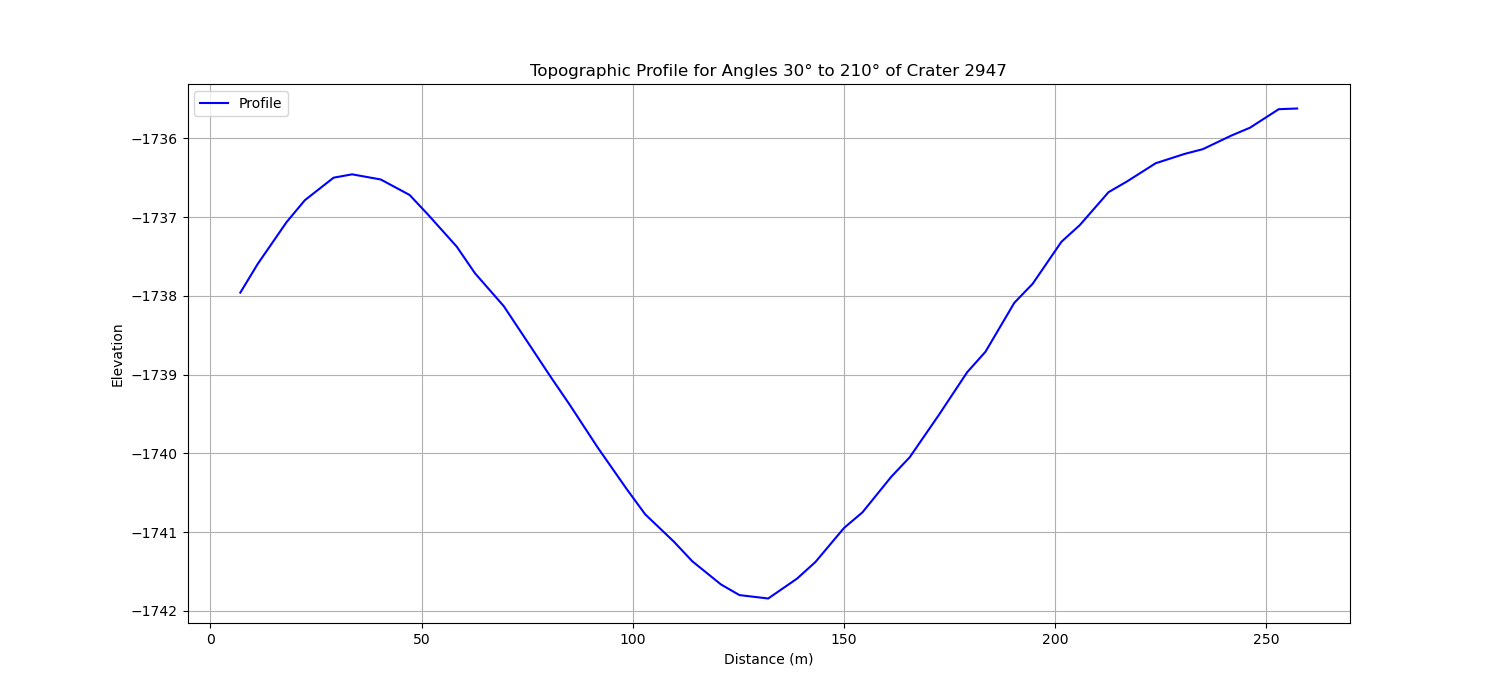 Topographic Profile for Angles 30° to 210° of Crater 2947
Profile
−1736
−1737
−1738
−1739
−1740
−1741
−1742
Elevation
0 50 100 150 200 250
Distance (m)